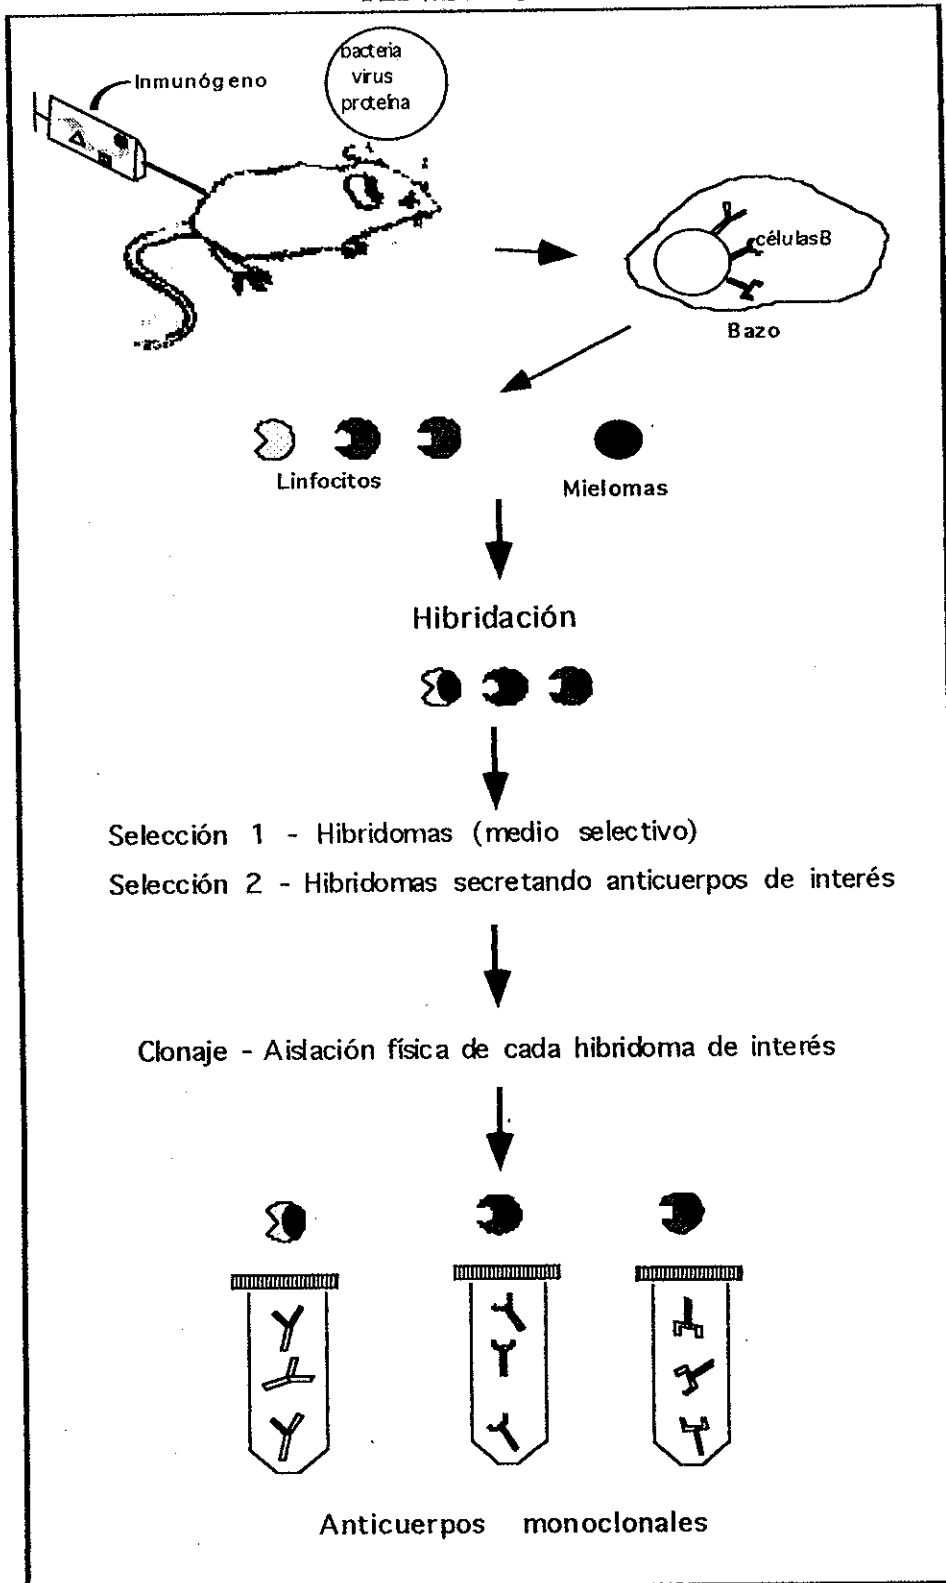 Inmunógeno
bacteria
virus
proteína
célulasB
Bazo
Linfocitos
Mielomas
Hibridación
Selección 1 - Hibridomas (medio selectivo)
Selección 2 - Hibridomas secretando anticuerpos de interés
Clonaje - Aislación física de cada hibridoma de interés
Anticuerpos monoclonales